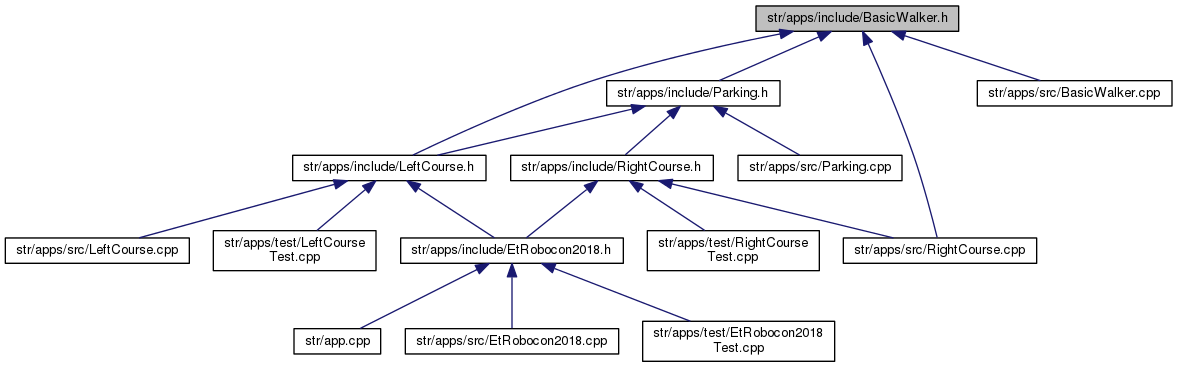 str/apps/include/BasicWalker.h
str/apps/include/Parking.h
str/apps/src/BasicWalker.cpp
str/apps/include/LeftCourse.h
str/apps/include/RightCourse.h
str/apps/src/Parking.cpp
str/apps/src/LeftCourse.cpp
str/apps/test/LeftCourse
Test.cpp
str/apps/include/EtRobocon2018.h
str/apps/test/RightCourse
Test.cpp
str/apps/src/RightCourse.cpp
str/app.cpp
str/apps/src/EtRobocon2018.cpp
str/apps/test/EtRobocon2018
Test.cpp